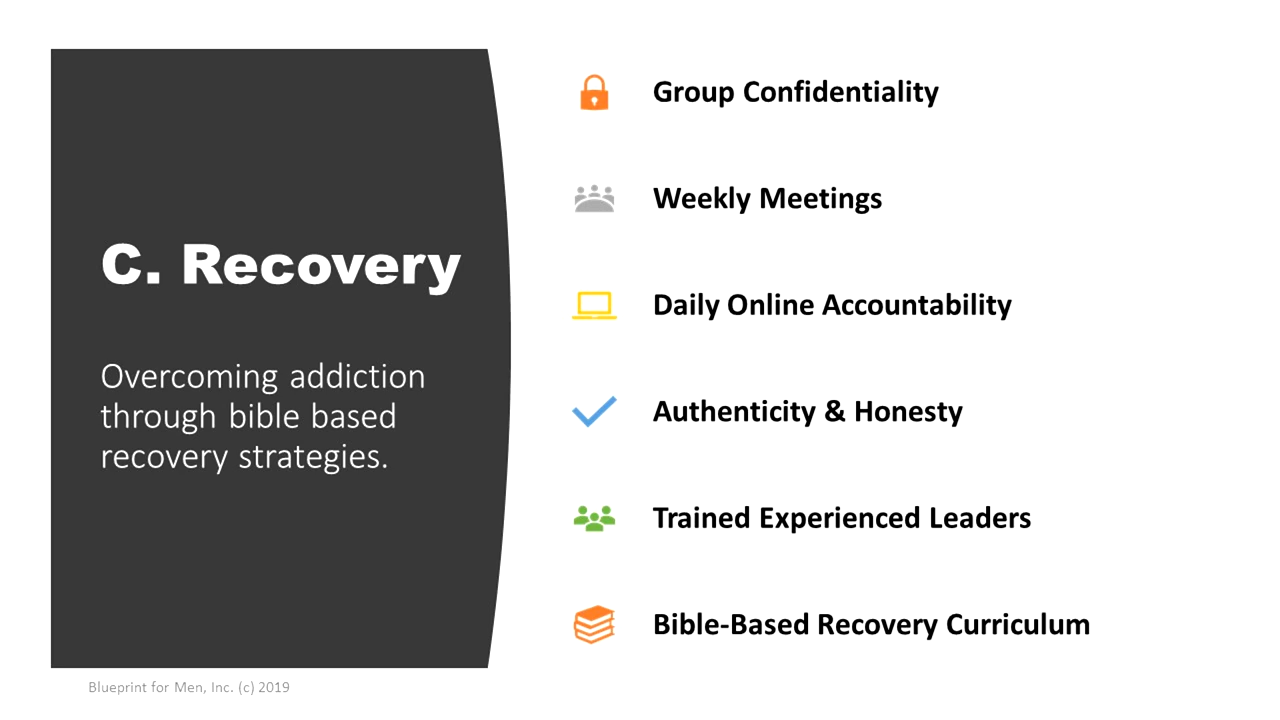 C. Recovery
Overcoming addiction
through bible based
recovery strategies.
Group Confidentiality
Weekly Meetings
Daily Online Accountability
Authenticity & Honesty
Trained Experienced Leaders
Bible-Based Recovery Curriculum
Blueprint for Men, Inc. (c) 2019